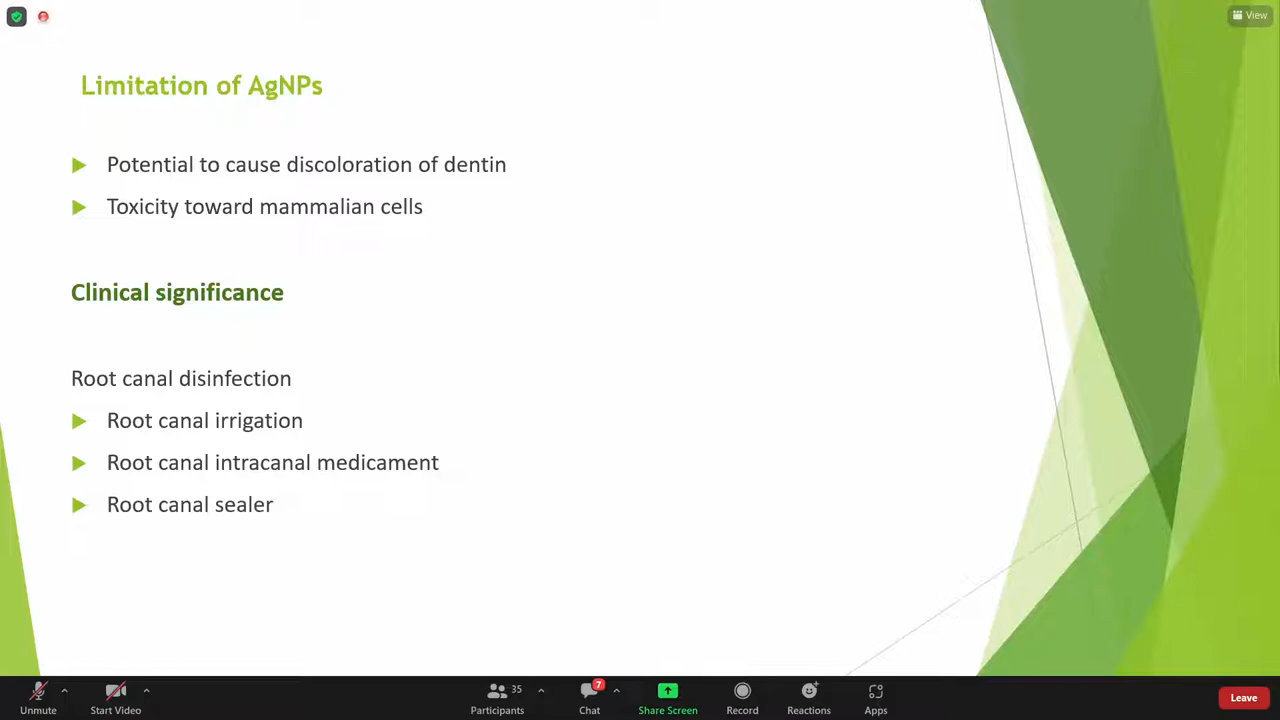 View
Limitation of AgNPs
Potential to cause discoloration of dentin
Toxicity toward mammalian cells
Clinical significance
Root canal disinfection
Root canal irrigation
Root canal intracanal medicament
Root canal sealer
Unmute
Start Video
35
Participants
7
Chat
Share Screen
Record
Reactions
Apps
Leave